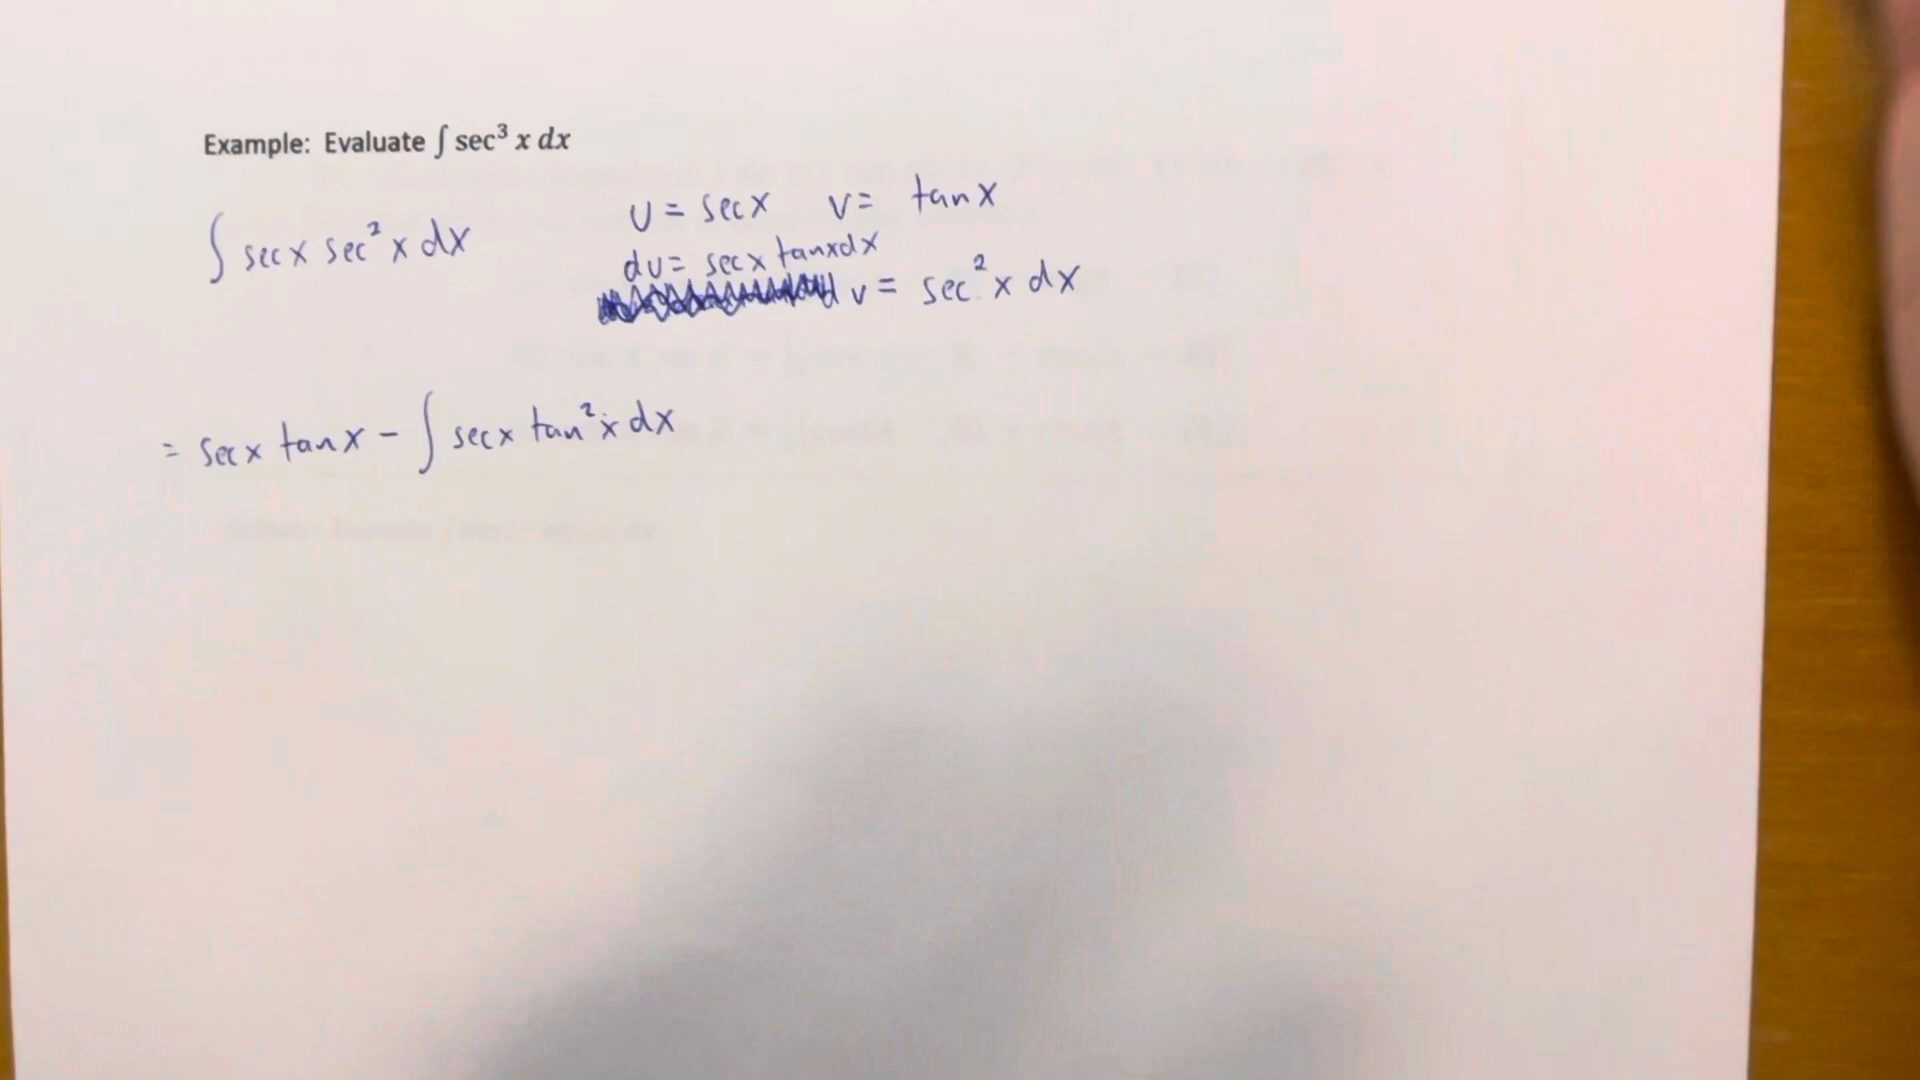 Example: Evaluate ∫ sec³ x dx
∫ sec x sec² x dx
u = sec x v = tan x
du = sec x tan x dx
dv = sec² x dx
= sec x tan x - ∫ sec x tan² x dx